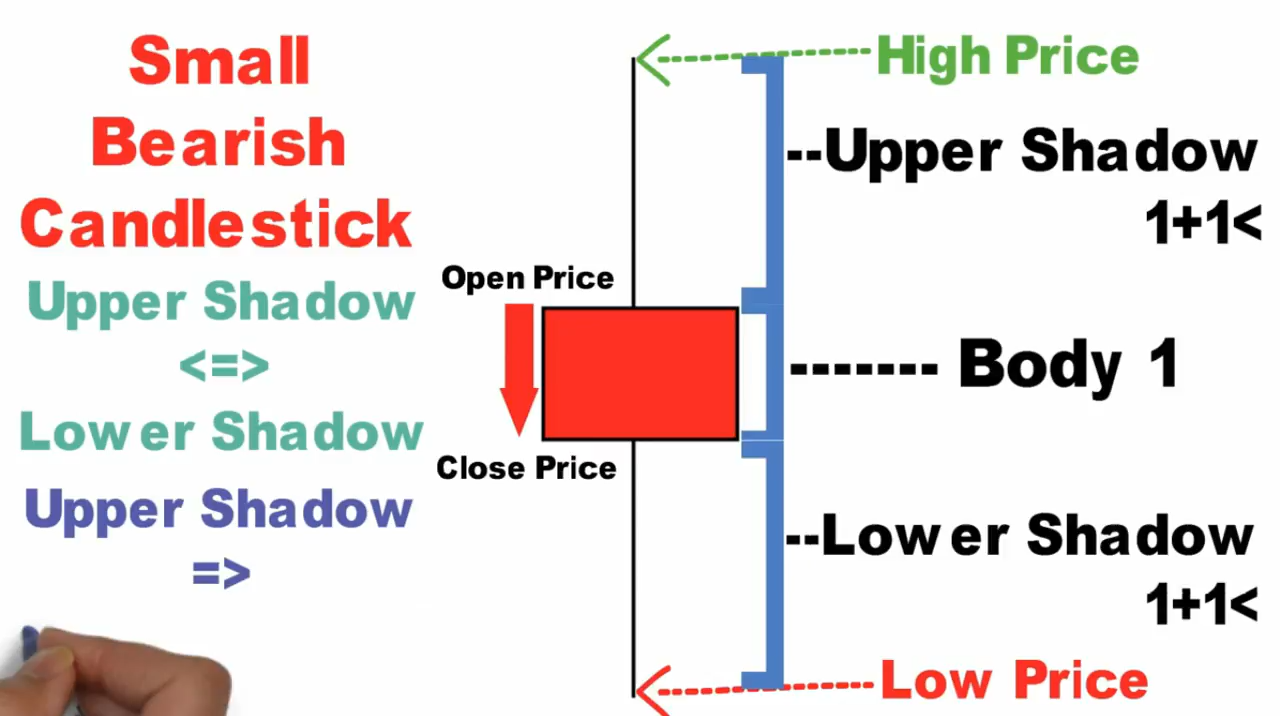 Small
Bearish
Candlestick
Upper Shadow
<=>
Lower Shadow
Upper Shadow
=>
Open Price
Close Price
High Price
--Upper Shadow
1+1<
------- Body 1
--Lower Shadow
1+1<
Low Price